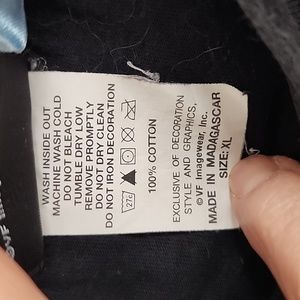 WASH INSIDE OUT
MACHINE WASH COLD
DO NOT BLEACH
TUMBLE DRY LOW
REMOVE PROMPTLY
DO NOT DRY CLEAN
DO NOT IRON DECORATION
100% COTTON
EXCLUSIVE OF DECORATION
STYLE AND GRAPHICS,
©VF Imagewear, Inc.
MADE IN MADAGASCAR
SIZE: XL